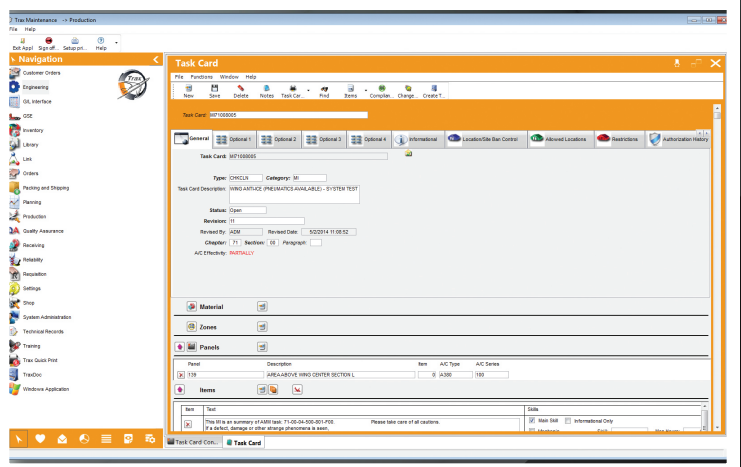 Trax Maintenance -> Production
File Help
Exit Appl Sign off... Setup pri... Help
Navigation
Customer Orders
Engineering
G/L Interface
GSE
Inventory
Library
Link
Orders
Packing and Shipping
Planning
Production
Quality Assurance
Receiving
Reliability
Requisition
Settings
Shop
System Administration
Technical Records
Training
Trax Quick Print
TraxDoc
Windows Application
Trax
Task Card
File Functions Window Help
New Save Delete Notes Task Car... Find Items Complian... Change... Create T...
Task Card: MI71000005
General Optional 1 Optional 2 Optional 3 Optional 4 Informational Location/Site Ban Control Allowed Locations Restrictions Authorization History
Task Card: MI71000005
Type: CHKCLN Category: MI
Task Card Description: WING ANTI-ICE (PNEUMATICS AVAILABLE) - SYSTEM TEST
Status: Open
Revision: 11
Revised By: ADM Revised Date: 5/2/2014 11:08:52
Chapter: 71 Section: 00 Paragraph:
A/C Effectivity: PARTIALLY
Material
Zones
Panels
Panel Description Item A/C Type A/C Series
139 AREA ABOVE WING CENTER SECTION L 0 A380 100
Items
Item Text Skills
This MI is an summary of AMM task: 71-00-04-500-801-F00. Please take care of all cautions.
If a defect, damage or other strange phenomena is seen,
Main Skill Informational Only
Mechanic
Task Card Con... Task Card